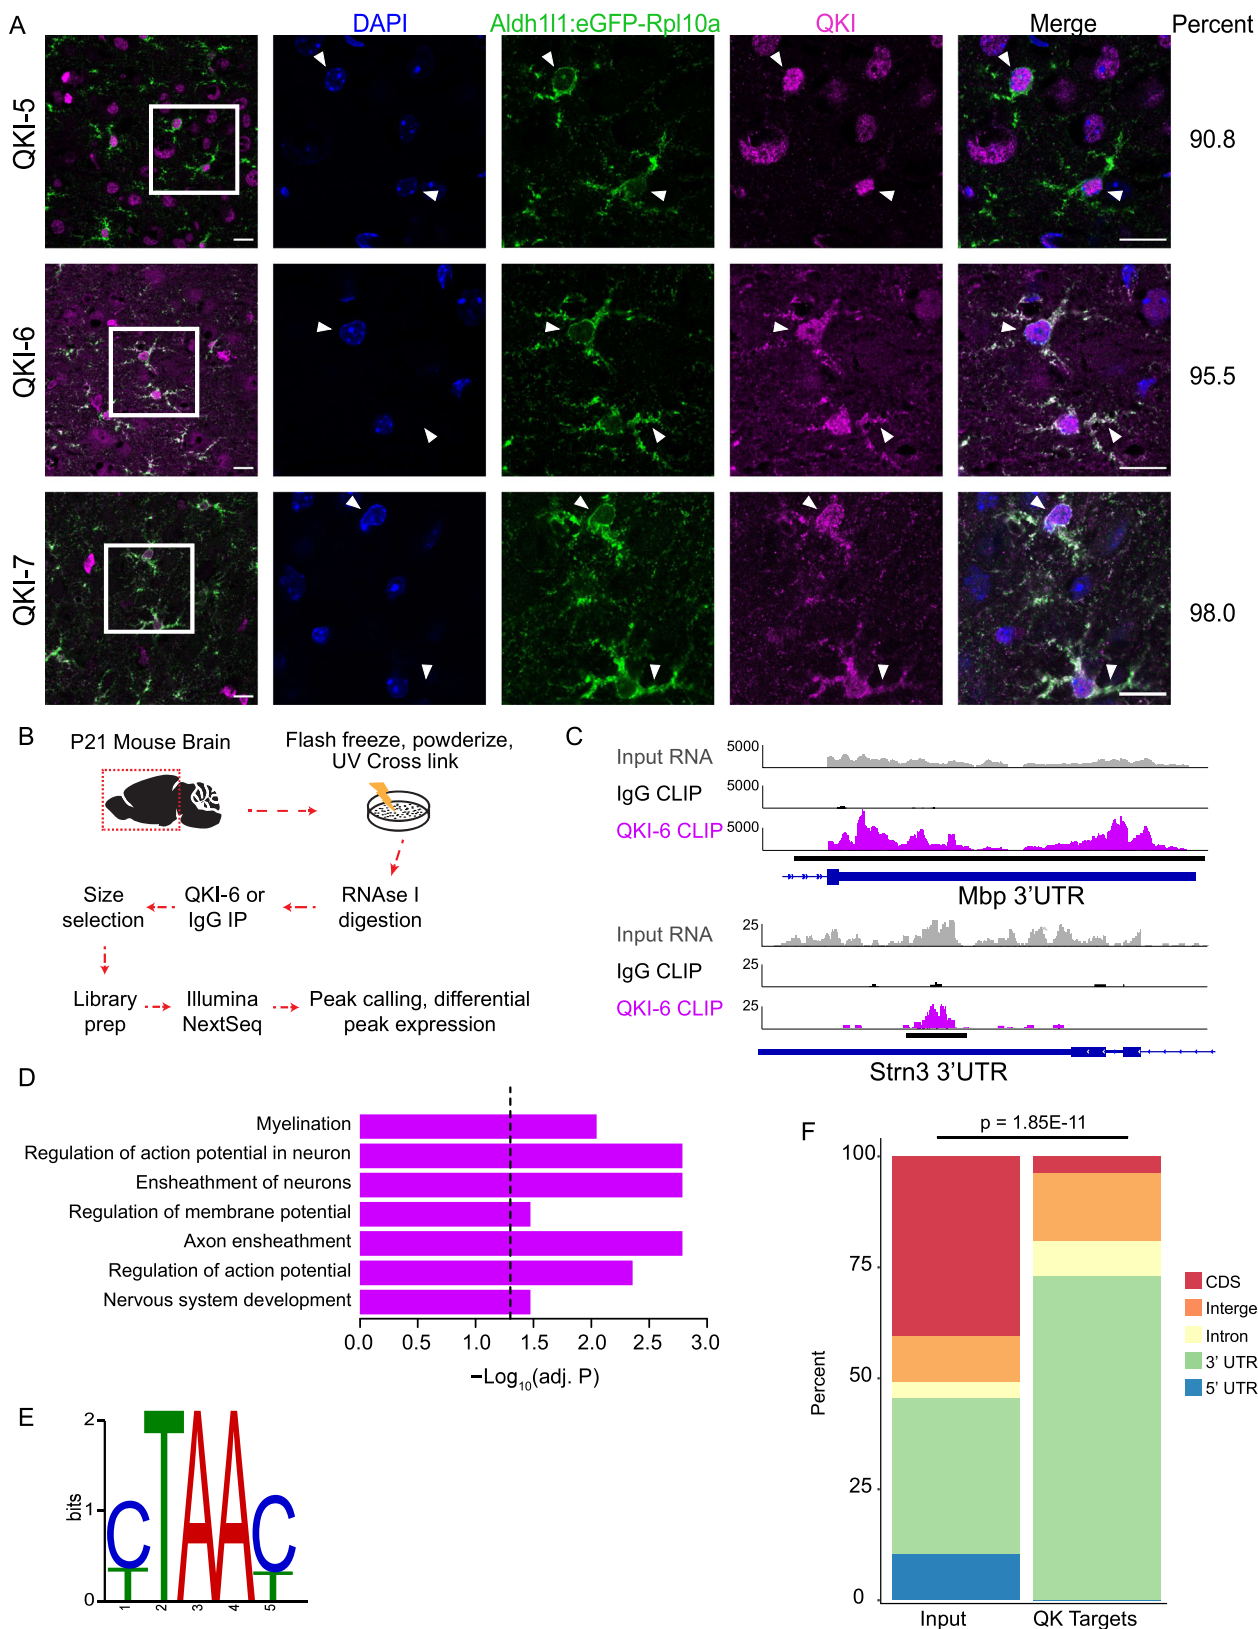 A
DAPI
Aldh1l1:eGFP-Rpl10a
QKI
Merge
Percent
QKI-5
90.8
QKI-6
95.5
QKI-7
98.0
B
P21 Mouse Brain
Flash freeze, powderize,
UV Cross link
Size
selection
QKI-6 or
IgG IP
RNAse I
digestion
Library
prep
Illumina
NextSeq
Peak calling, differential
peak expression
C
Input RNA
5000
IgG CLIP
5000
QKI-6 CLIP
5000
Mbp 3'UTR
Input RNA
25
IgG CLIP
25
QKI-6 CLIP
25
Strn3 3'UTR
D
Myelination
Regulation of action potential in neuron
Ensheathment of neurons
Regulation of membrane potential
Axon ensheathment
Regulation of action potential
Nervous system development
0.0 0.5 1.0 1.5 2.0 2.5 3.0
−Log10(adj. P)
E
bits
2
1
0
C T A A C
T T
1 2 3 4 5
F
p = 1.85E-11
Percent
100
75
50
25
0
Input
QK Targets
CDS
Interge
Intron
3' UTR
5' UTR